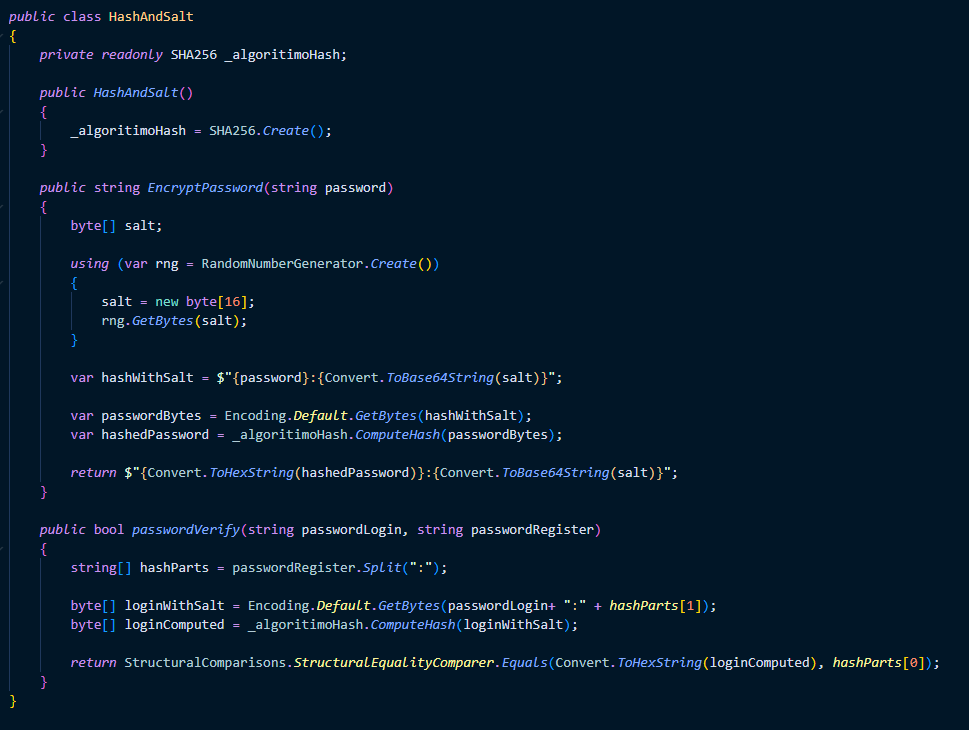 public class HashAndSalt
{
    private readonly SHA256 _algoritimoHash;
    public HashAndSalt()
    {
        _algoritimoHash = SHA256.Create();
    }
    public string EncryptPassword(string password)
    {
        byte[] salt;
        using (var rng = RandomNumberGenerator.Create())
        {
            salt = new byte[16];
            rng.GetBytes(salt);
        }
        var hashWithSalt = $"{password}:{Convert.ToBase64String(salt)}";
        var passwordBytes = Encoding.Default.GetBytes(hashWithSalt);
        var hashedPassword = _algoritimoHash.ComputeHash(passwordBytes);
        return $"{Convert.ToHexString(hashedPassword)}:{Convert.ToBase64String(salt)}";
    }
    public bool passwordVerify(string passwordLogin, string passwordRegister)
    {
        string[] hashParts = passwordRegister.Split(":");
        byte[] loginWithSalt = Encoding.Default.GetBytes(passwordLogin+ ":" + hashParts[1]);
        byte[] loginComputed = _algoritimoHash.ComputeHash(loginWithSalt);
        return StructuralComparisons.StructuralEqualityComparer.Equals(Convert.ToHexString(loginComputed), hashParts[0]);
    }
}